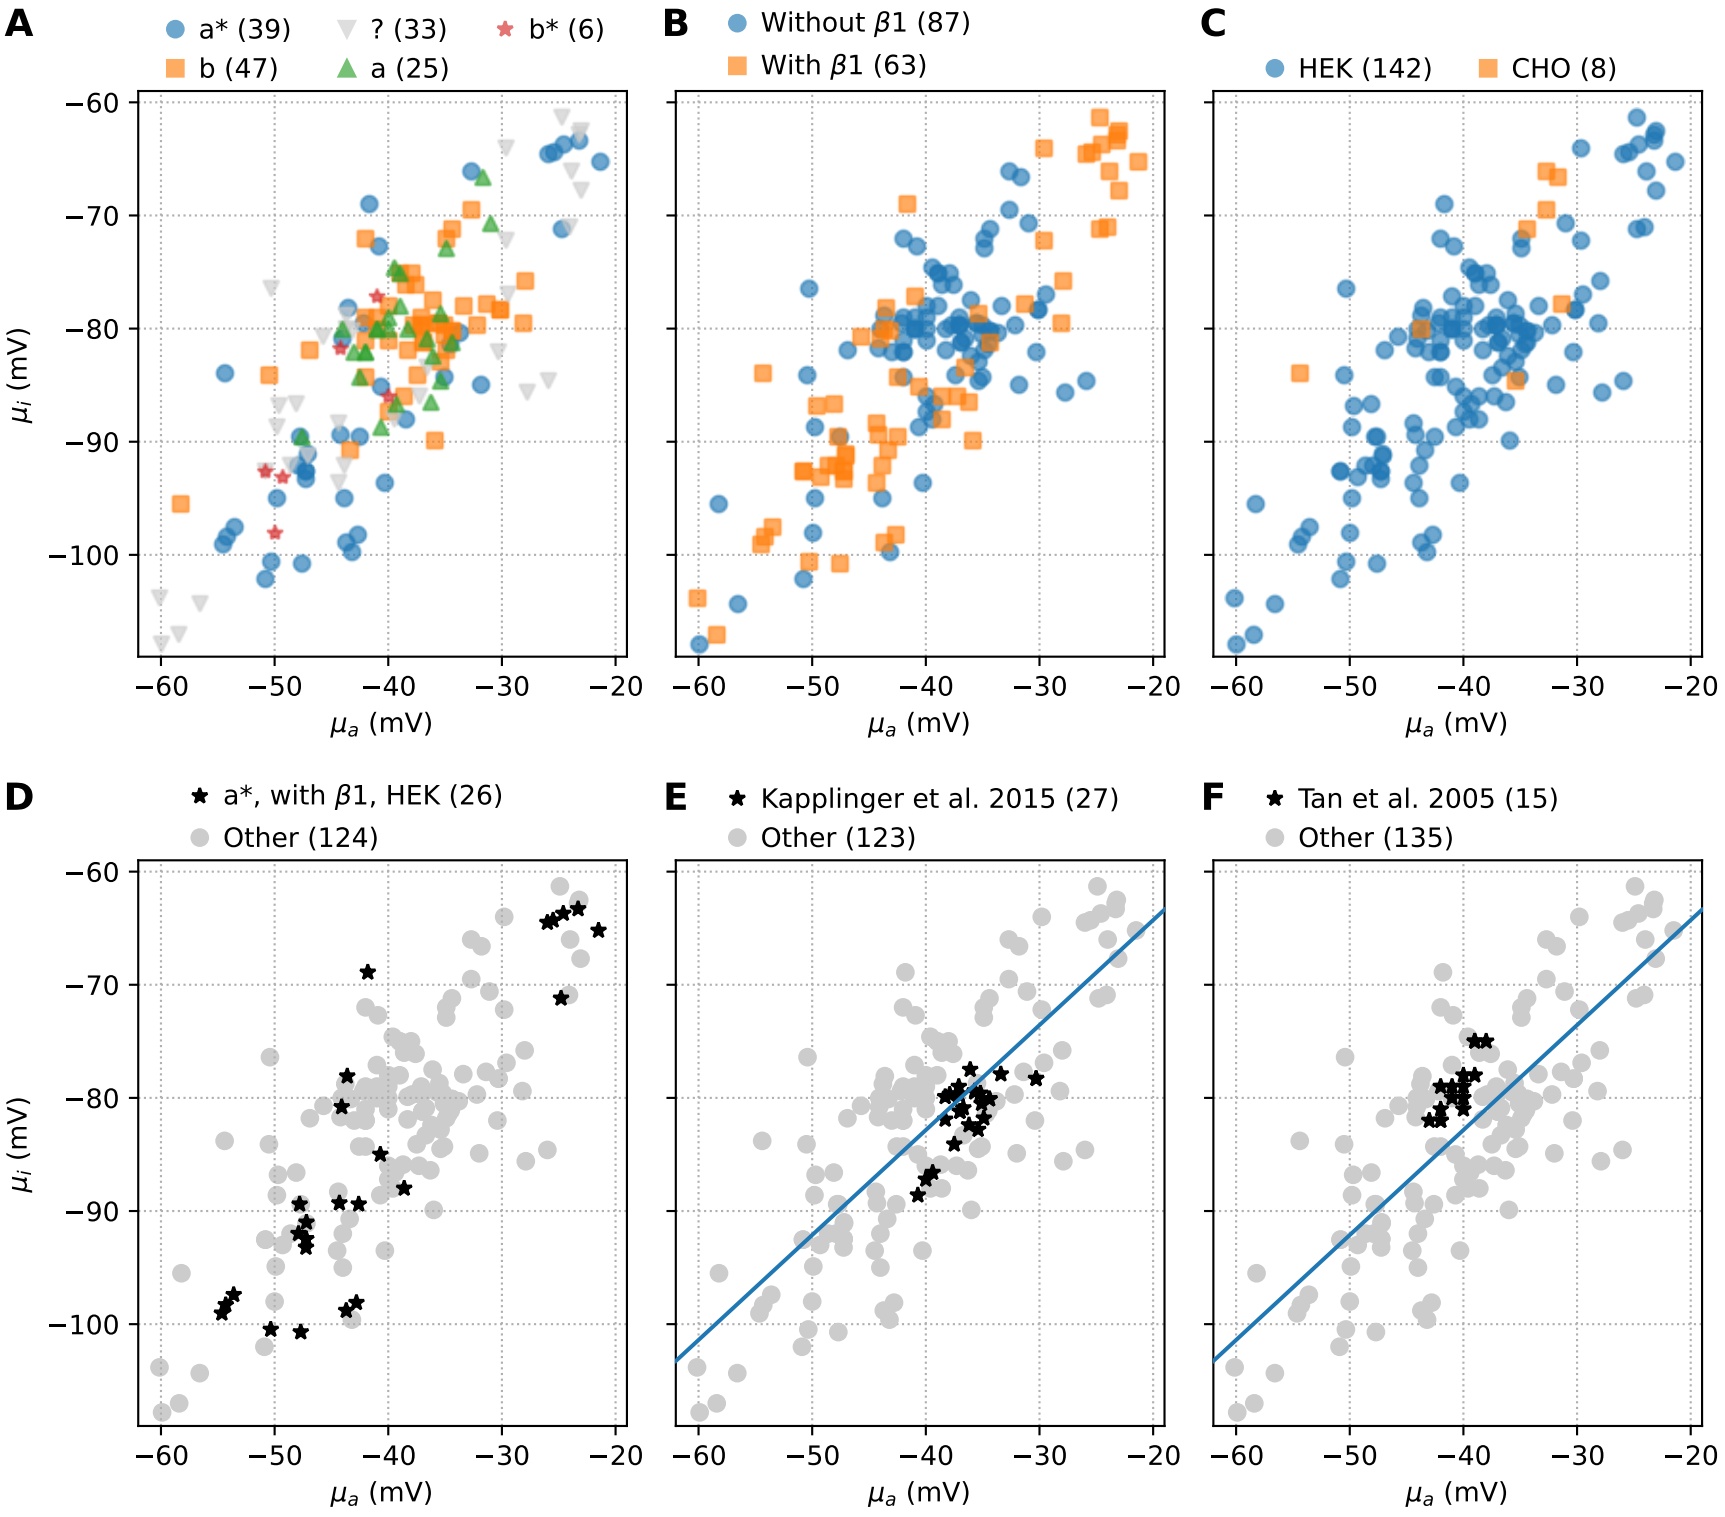 A
a* (39) ? (33) b* (6)
b (47) a (25)
B
Without β1 (87)
With β1 (63)
C
HEK (142) CHO (8)
−60
−70
−80
−90
−100
μi (mV)
−60 −50 −40 −30 −20
μa (mV)
−60 −50 −40 −30 −20
μa (mV)
−60 −50 −40 −30 −20
μa (mV)
D
a*, with β1, HEK (26)
Other (124)
E
Kapplinger et al. 2015 (27)
Other (123)
F
Tan et al. 2005 (15)
Other (135)
−60
−70
−80
−90
−100
μi (mV)
−60 −50 −40 −30 −20
μa (mV)
−60 −50 −40 −30 −20
μa (mV)
−60 −50 −40 −30 −20
μa (mV)